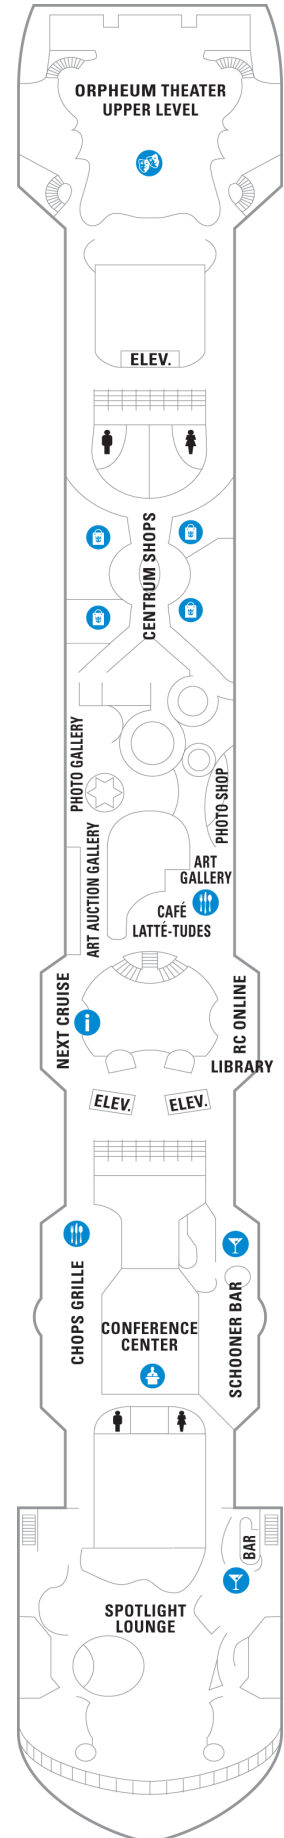 ORPHEUM THEATER
UPPER LEVEL
ELEV.
CENTRUM SHOPS
PHOTO GALLERY
PHOTO SHOP
ART AUCTION GALLERY
ART
GALLERY
CAFÉ
LATTÉ-TUDES
NEXT CRUISE
i
RC ONLINE
LIBRARY
ELEV.
ELEV.
CHOPS GRILLE
SCHOONER BAR
CONFERENCE
CENTER
BAR
SPOTLIGHT
LOUNGE